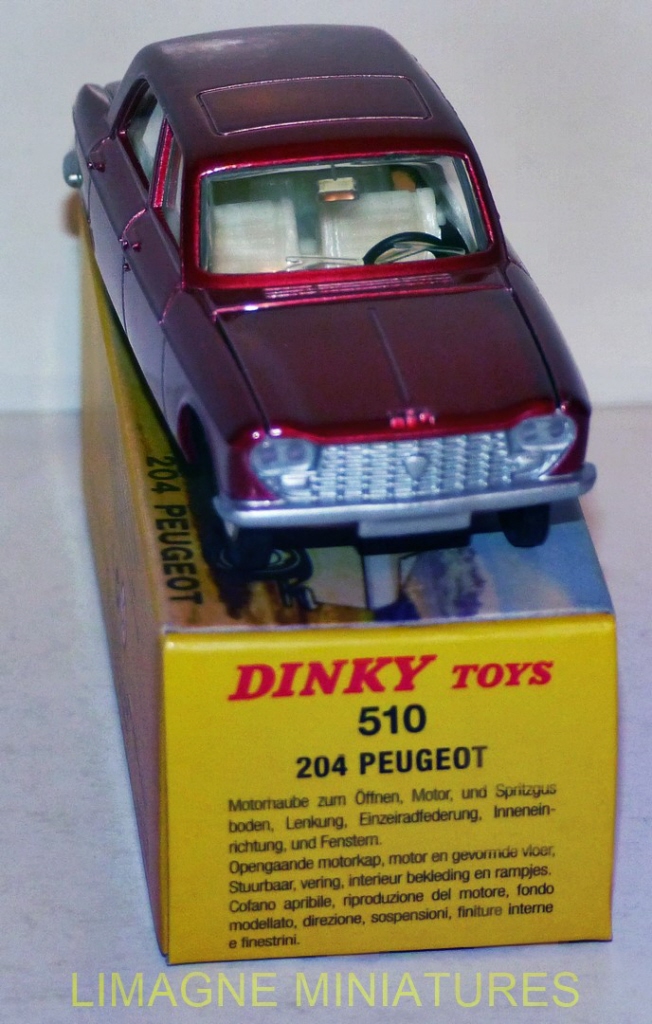 204 PEUGEOT
DINKY TOYS
510
204 PEUGEOT
Motorhaube zum Öffnen, Motor, und Spritzgus
boden, Lenkung, Einzelradfederung, Innenein-
richtung, und Fenstern.
Opengaande motorkap, motor en gevormde vloer,
Stuurbaar, vering, interieur bekleding en rampjes.
Cofano apribile, riproduzione del motore, fondo
modellato, direzione, sospensioni, finiture interne
e finestrini.
LIMAGNE MINIATURES